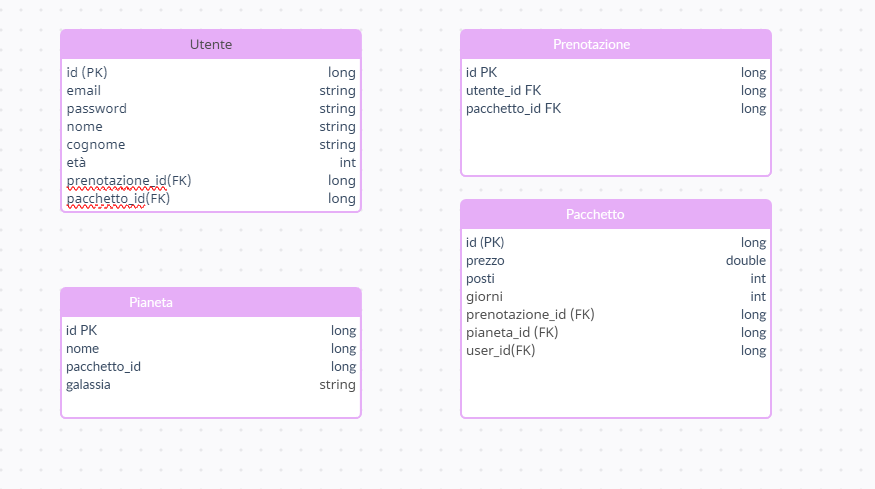 Utente
id (PK) long
email string
password string
nome string
cognome string
età int
prenotazione_id(FK) long
pacchetto_id(FK) long
Prenotazione
id PK long
utente_id FK long
pacchetto_id FK long
Pacchetto
id (PK) long
prezzo double
posti int
giorni int
prenotazione_id (FK) long
pianeta_id (FK) long
user_id(FK) long
Pianeta
id PK long
nome long
pacchetto_id long
galassia string